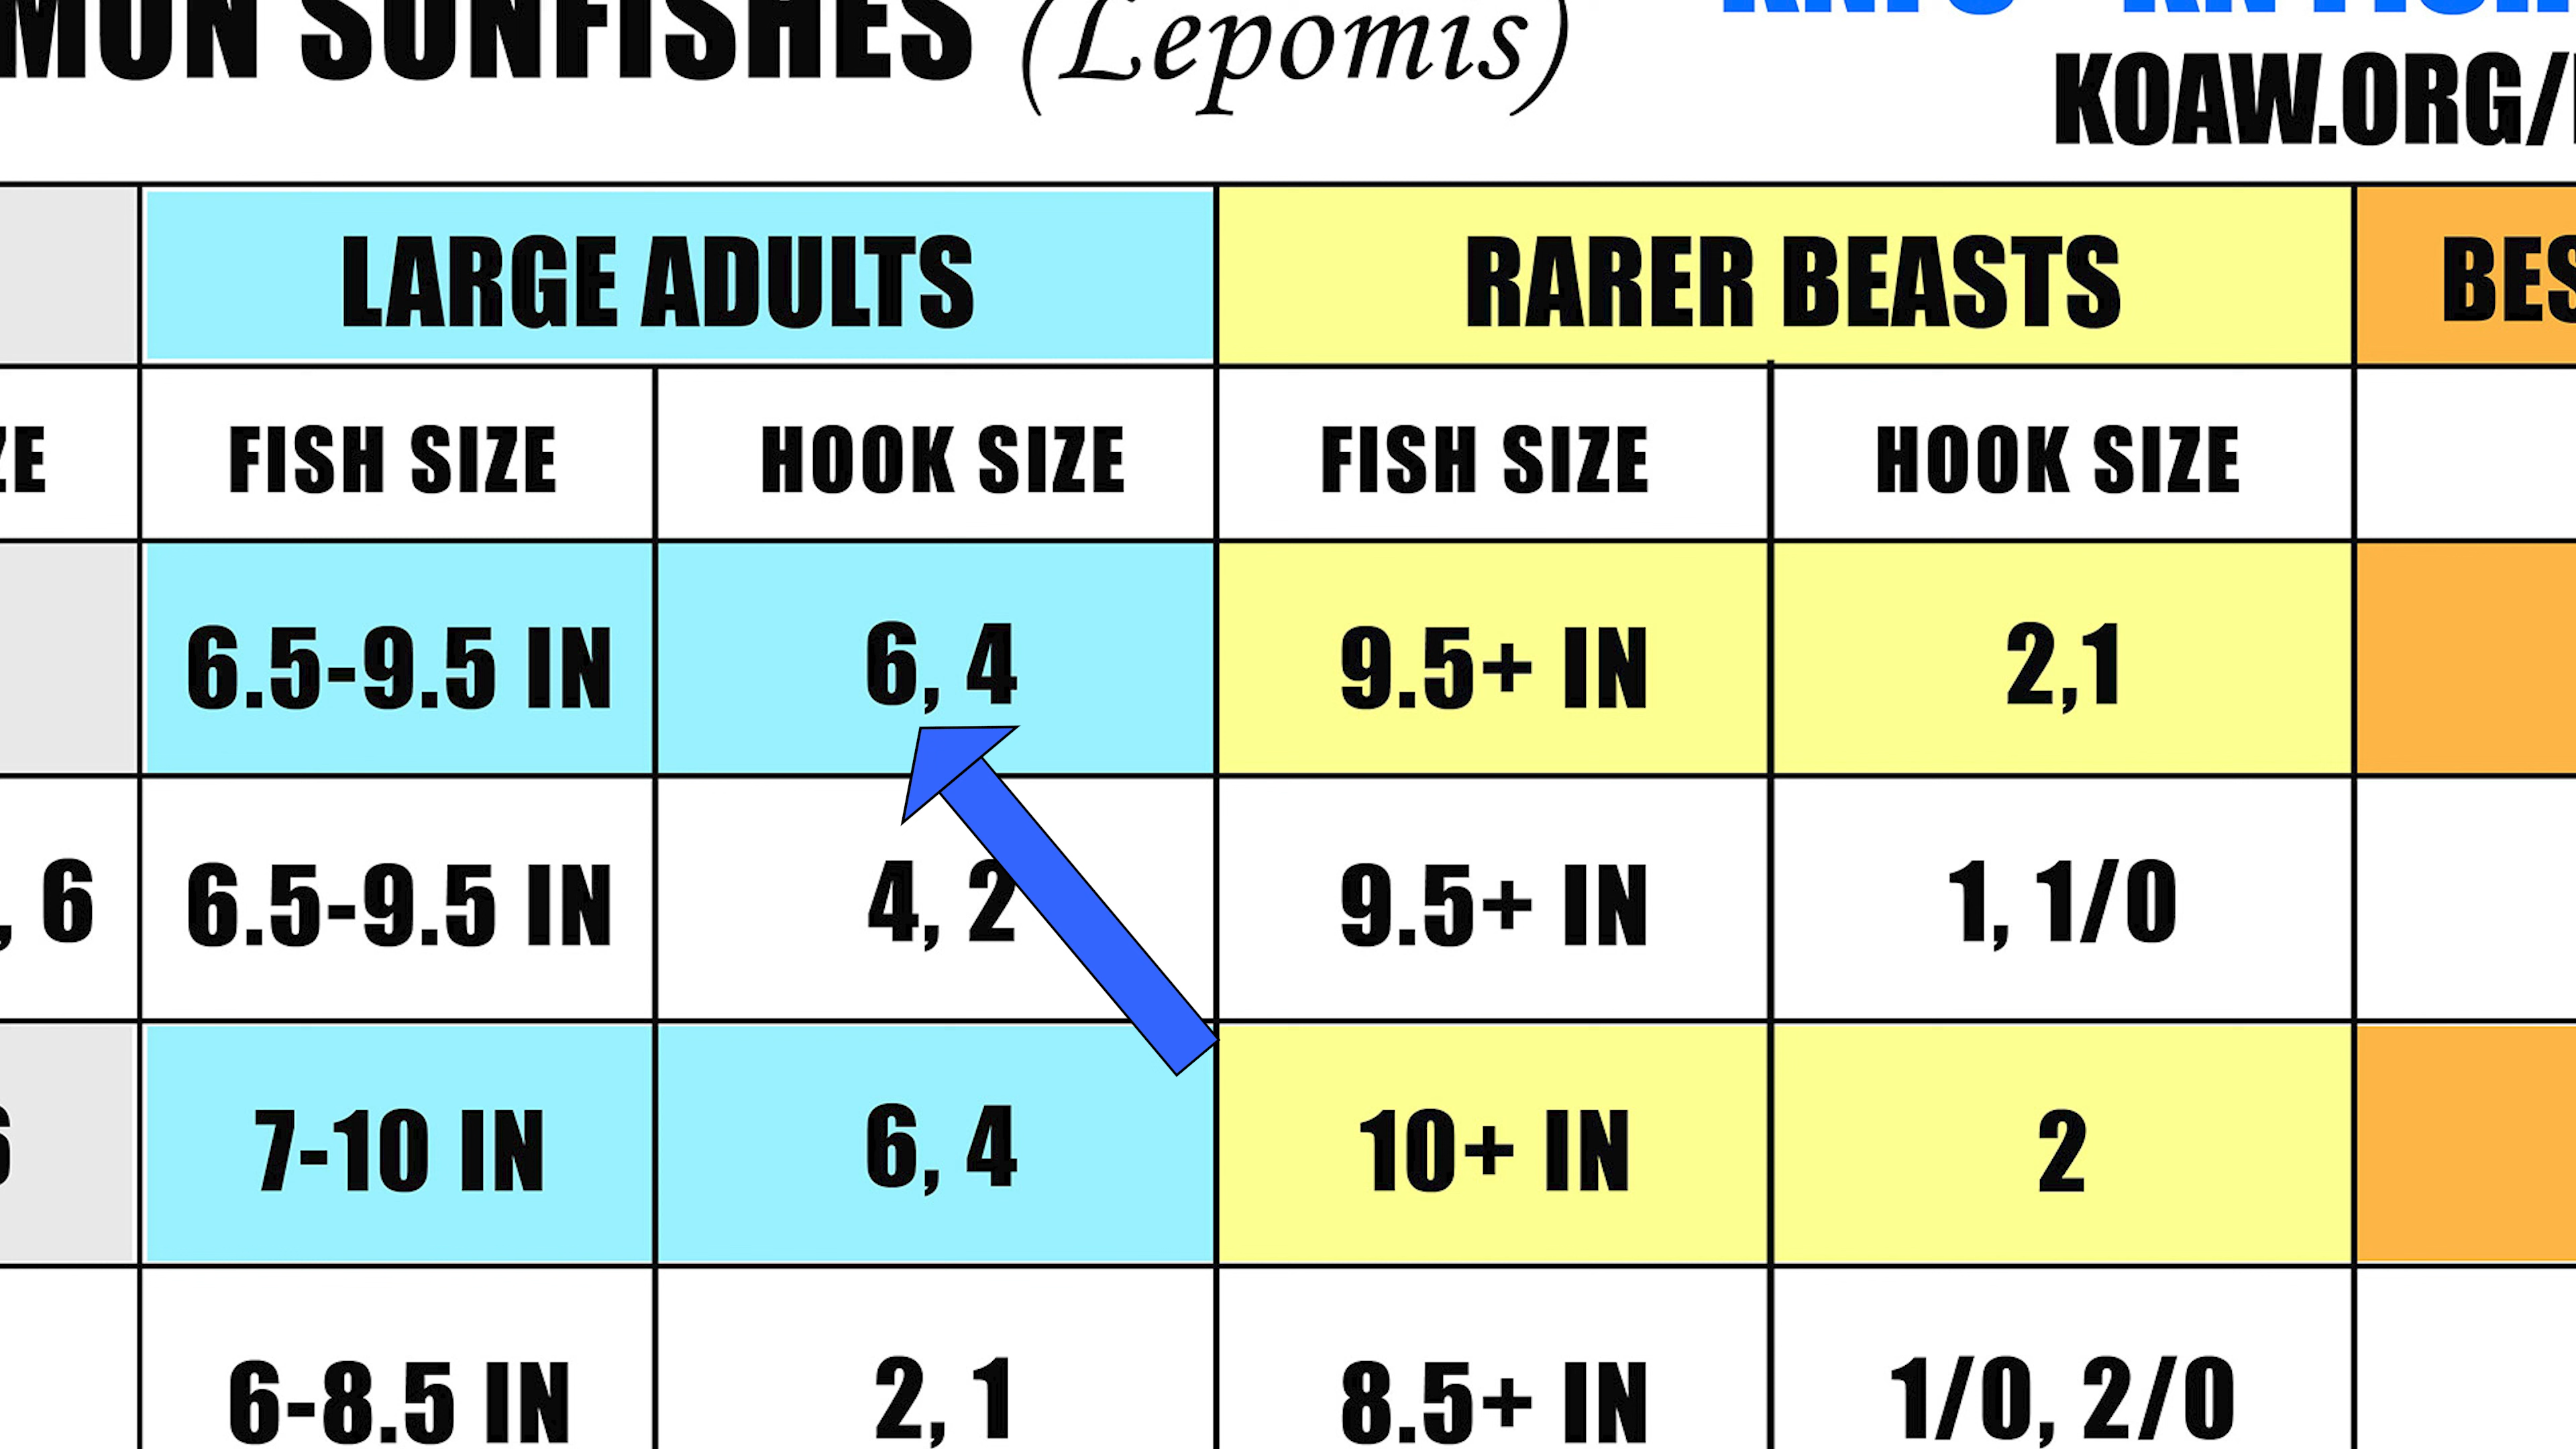 MON SUNFISHES (Lepomis)
KOAW.ORG/
LARGE ADULTS RARER BEASTS BES
ZE FISH SIZE HOOK SIZE FISH SIZE HOOK SIZE
6.5-9.5 IN 6, 4 9.5+ IN 2,1
, 6 6.5-9.5 IN 4, 2 9.5+ IN 1, 1/0
7-10 IN 6, 4 10+ IN 2
6-8.5 IN 2, 1 8.5+ IN 1/0, 2/0